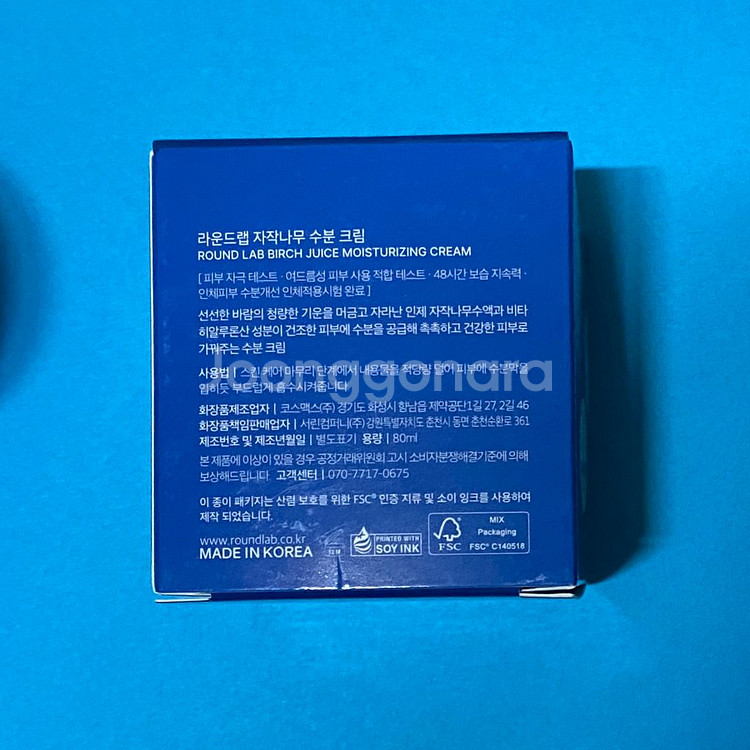 라운드랩 자작나무 수분 크림
ROUND LAB BIRCH JUICE MOISTURIZING CREAM
[ 피부 자극 테스트 · 여드름성 피부 사용 적합 테스트 · 48시간 보습 지속력 ·
인체피부 수분개선 인체적용시험 완료 ]
선선한 바람의 청량한 기운을 머금고 자라난 인제 자작나무수액과 비타
히알루론산 성분이 건조한 피부에 수분을 공급해 촉촉하고 건강한 피부로
가꿔주는 수분 크림
Joonggonara
사용법 | 스킨 케어 마무리 단계에서 내용물을 적당량 덜어 피부에 수분막을
입히듯 부드럽게 흡수시켜줍니다.
화장품제조업자 | 코스맥스(주) 경기도 화성시 향남읍 제약공단1길 27, 2길 46
화장품책임판매업자 | 서린컴퍼니(주) 강원특별자치도 춘천시 동면 춘천순환로 361
제조번호 및 제조년월일 | 별도표기 용량 | 80ml
본 제품에 이상이 있을 경우 공정거래위원회 고시 소비자분쟁해결기준에 의해
보상해드립니다. 고객센터 | 070-7717-0675
이 종이 패키지는 산림 보호를 위한 FSC® 인증 지류 및 소이 잉크를 사용하여
제작 되었습니다.
www.roundlab.co.kr
MADE IN KOREA
12 M
PRINTED WITH
SOY INK
FSC
MIX
Packaging
FSC® C140518